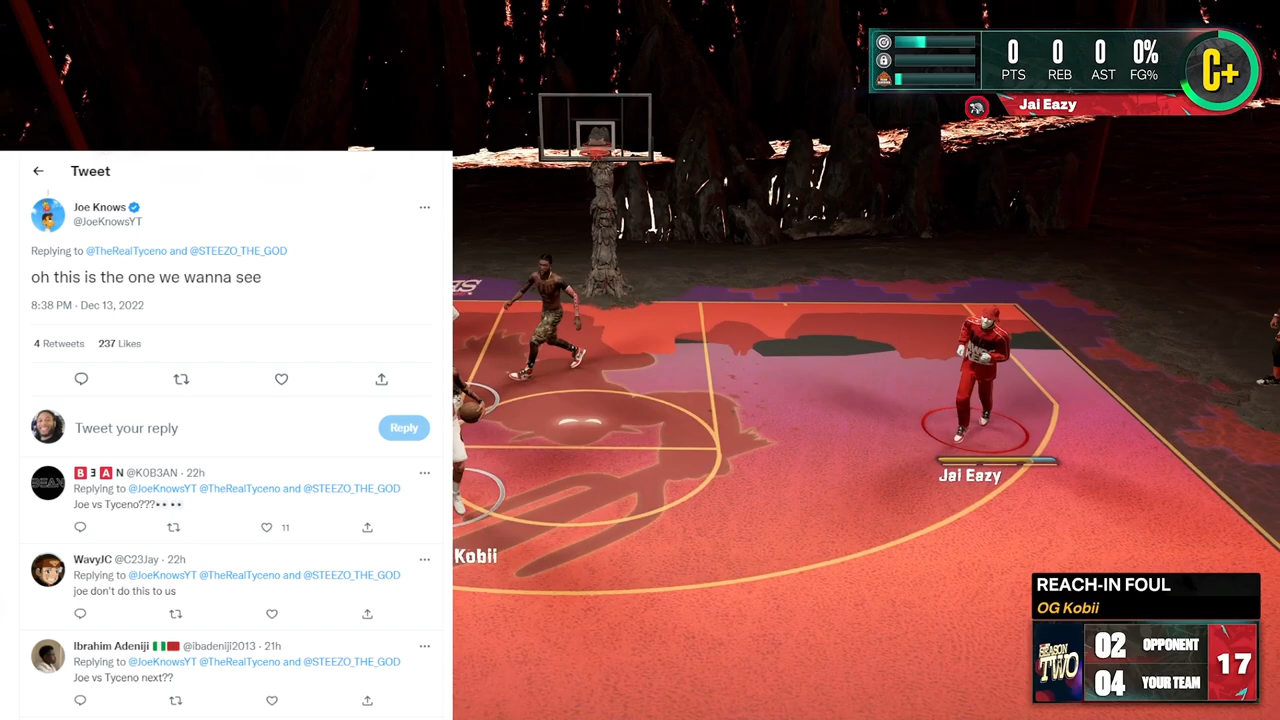 Tweet
Joe Knows
@JoeKnowsYT
Replying to @TheRealTyceno and @STEEZO_THE_GOD
oh this is the one we wanna see
8:38 PM · Dec 13, 2022
4 Retweets 237 Likes
Tweet your reply
Reply
B 3 A N @K0B3AN · 22h
Replying to @JoeKnowsYT @TheRealTyceno and @STEEZO_THE_GOD
Joe vs Tyceno???👀👀
11
WavyJC @C23Jay · 22h
Replying to @JoeKnowsYT @TheRealTyceno and @STEEZO_THE_GOD
joe don't do this to us
Ibrahim Adeniji @ibadeniji2013 · 21h
Replying to @JoeKnowsYT @TheRealTyceno and @STEEZO_THE_GOD
Joe vs Tyceno next??
0 0 0 0%
PTS REB AST FG%
C+
Jai Eazy
Jai Eazy
Kobii
REACH-IN FOUL
OG Kobii
SEASON TWO
02 OPPONENT
04 YOUR TEAM
17